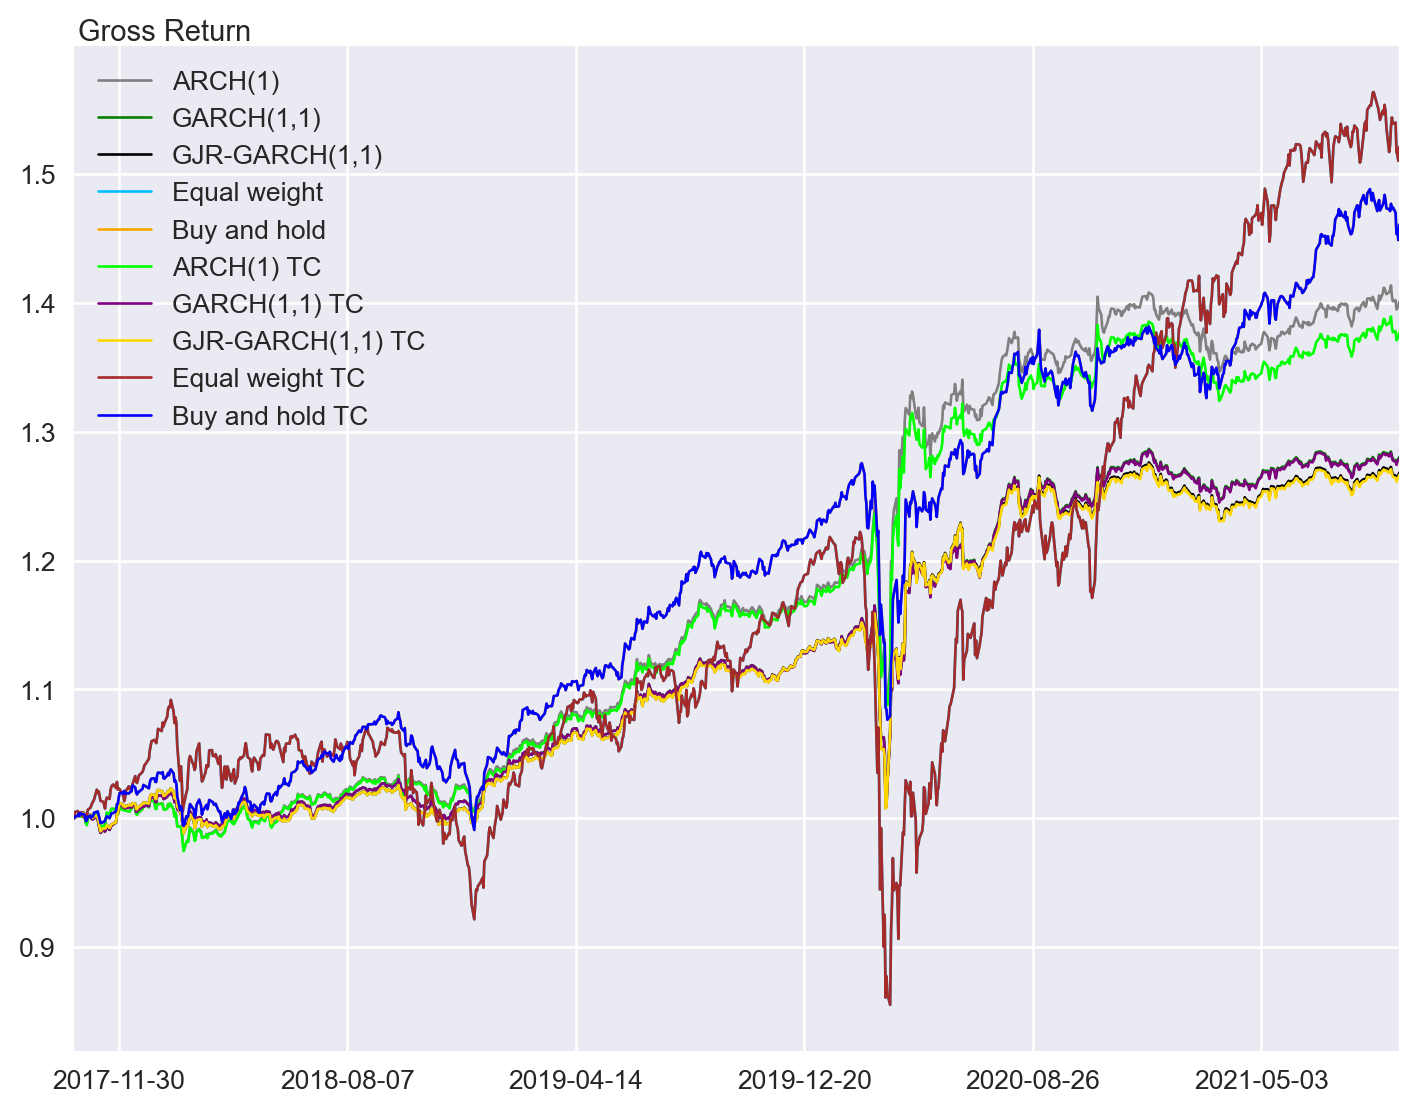 Gross Return
ARCH(1)
GARCH(1,1)
GJR-GARCH(1,1)
Equal weight
Buy and hold
ARCH(1) TC
GARCH(1,1) TC
GJR-GARCH(1,1) TC
Equal weight TC
Buy and hold TC
1.5
1.4
1.3
1.2
1.1
1.0
0.9
2017-11-30 2018-08-07 2019-04-14 2019-12-20 2020-08-26 2021-05-03